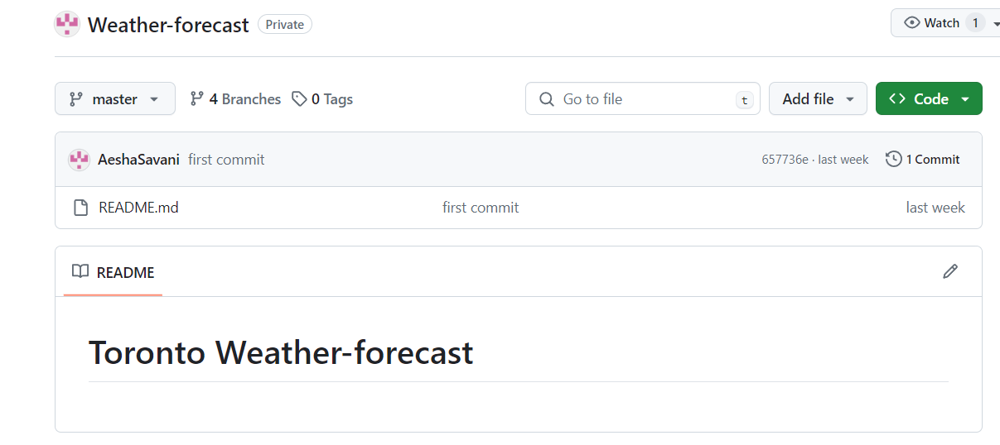 Weather-forecast Private Watch 1
master 4 Branches 0 Tags Go to file t Add file Code
AeshaSavani first commit 657736e · last week 1 Commit
README.md first commit last week
README
Toronto Weather-forecast